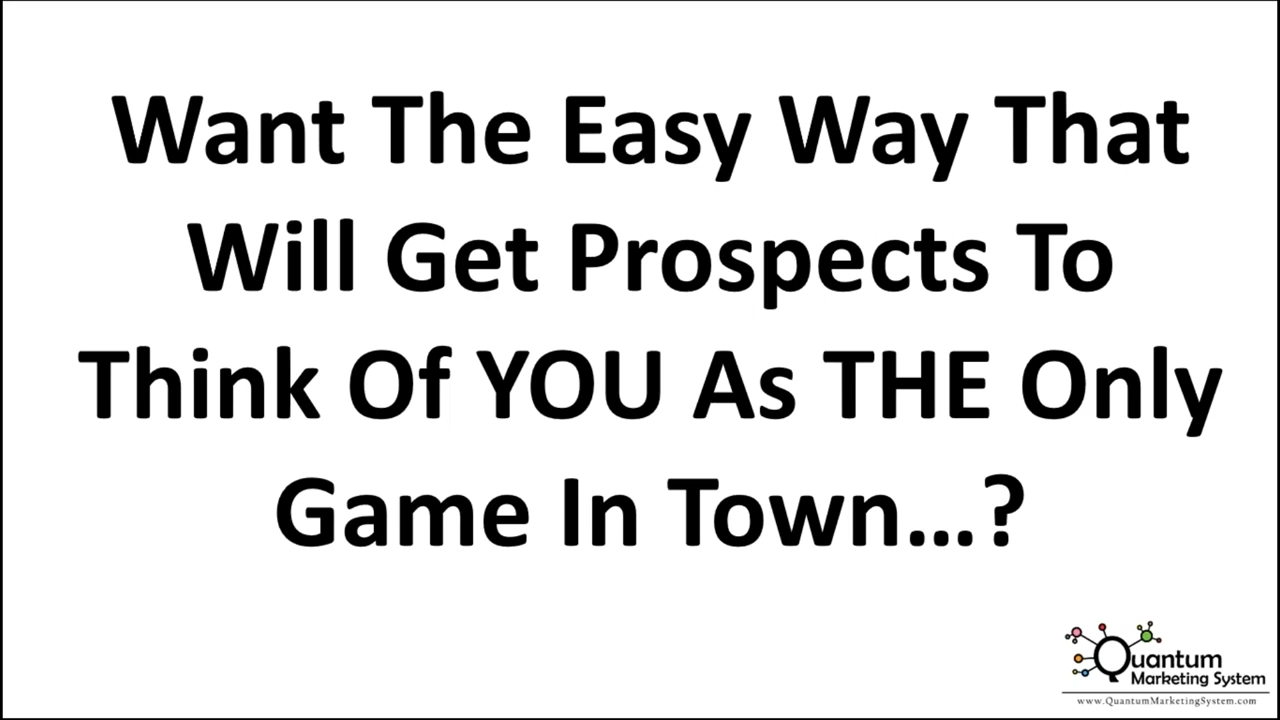 Want The Easy Way That
Will Get Prospects To
Think Of YOU As THE Only
Game In Town...?
Quantum
Marketing System
www.QuantumMarketingSystem.com